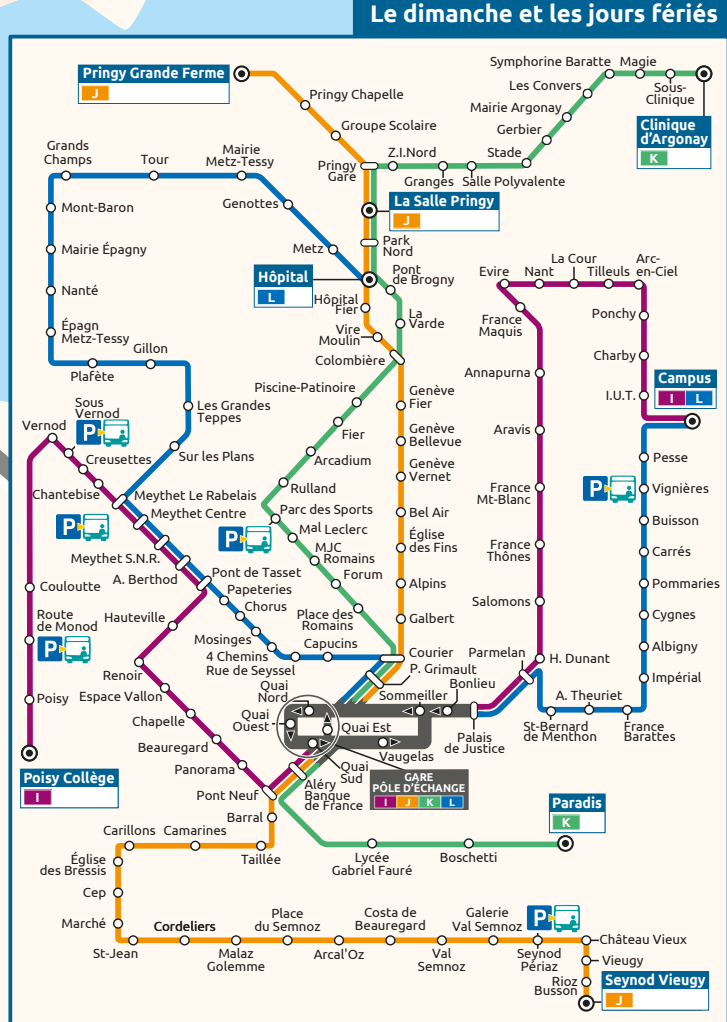 Le dimanche et les jours fériés
Pringy Grande Ferme
J
Pringy Chapelle
Groupe Scolaire
Pringy
Gare
Symphorine Baratte
Magie
Les Convers
Sous-
Clinique
Mairie Argonay
Gerbier
Stade
Z.I.Nord
Granges
Salle Polyvalente
Clinique
d'Argonay
K
La Salle Pringy
J
Park
Nord
Grands
Champs
Tour
Mairie
Metz-Tessy
Genottes
Metz
Mont-Baron
Mairie Épagny
Nanté
Épagn
Metz-Tessy
Plafète
Gillon
Les Grandes
Teppes
Sur les Plans
Hôpital
L
Hôpital
Fier
Pont
de Brogny
La
Varde
Vire
Moulin
Colombière
Piscine-Patinoire
Fier
Arcadium
Rulland
Parc des Sports
P
Mal Leclerc
MJC
Romains
Forum
Place des
Romains
Genève
Fier
Genève
Bellevue
Genève
Vernet
Bel Air
Église
des Fins
Alpins
Galbert
Courier
P. Grimault
Evire
Nant
La Cour
Tilleuls
Arc-
en-Ciel
France
Maquis
Ponchy
Charby
I.U.T.
Campus
I L
Annapurna
Aravis
France
Mt-Blanc
France
Thônes
Salomons
H. Dunant
Parmelan
Pesse
P
Vignières
Buisson
Carrés
Pommaries
Cygnes
Albigny
Impérial
A. Theuriet
St-Bernard
de Menthon
France
Barattes
Sous
Vernod
P
Vernod
Creusettes
Chantebise
P
Meythet Le Rabelais
Meythet Centre
Meythet S.N.R.
A. Berthod
Pont de Tasset
Papeteries
Chorus
Mosinges
4 Chemins
Rue de Seyssel
Capucins
Couloutte
Route
de Monod
P
Poisy
Poisy Collège
I
Hauteville
Renoir
Espace Vallon
Chapelle
Beauregard
Panorama
Pont Neuf
Quai
Nord
Quai
Ouest
Quai Est
Quai
Sud
Sommeiller
Bonlieu
Palais
de Justice
Vaugelas
Aléry
Banque
de France
GARE
PÔLE D'ÉCHANGE
I J K L
Barral
Taillée
Camarines
Carillons
Église
des Bressis
Cep
Marché
St-Jean
Cordeliers
Malaz
Golemme
Place
du Semnoz
Arcal'Oz
Costa de
Beauregard
Val
Semnoz
Galerie
Val Semnoz
P
Seynod
Périaz
Château Vieux
Vieugy
Rioz
Busson
Seynod Vieugy
J
Lycée
Gabriel Fauré
Boschetti
Paradis
K